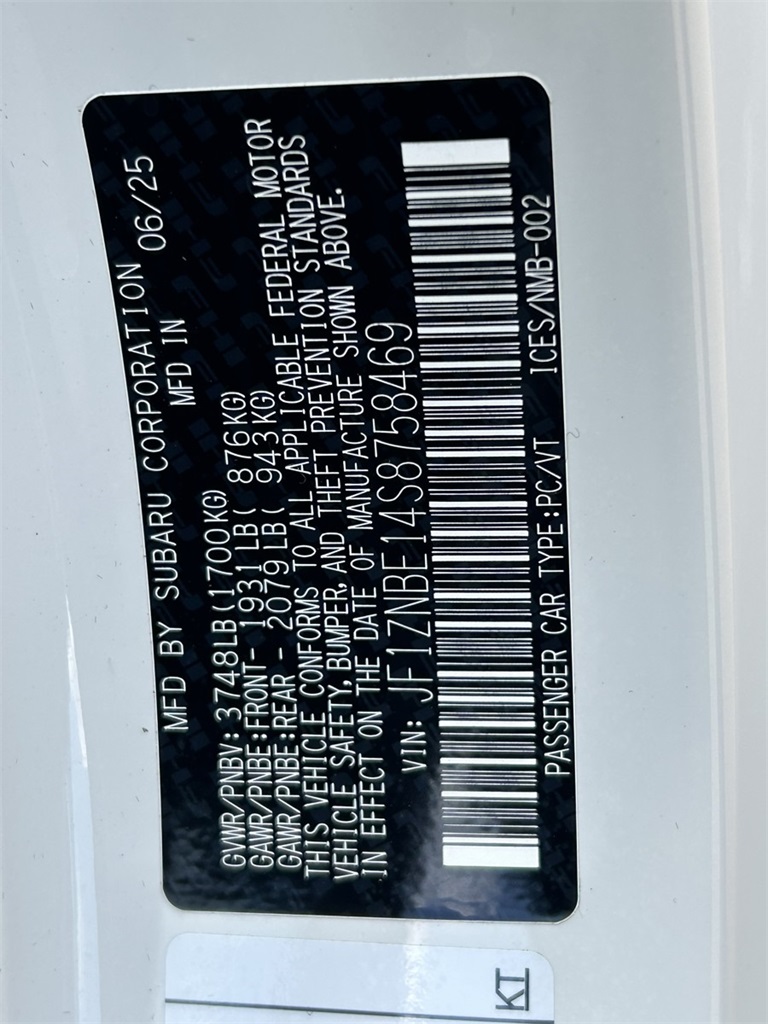 MFD BY SUBARU CORPORATION
MFD IN 06/25
GVWR/PNBV: 3748LB(1700KG)
GAWR/PNBE:FRONT- 1931LB( 876KG)
GAWR/PNBE:REAR - 2079LB( 943KG)
THIS VEHICLE CONFORMS TO ALL APPLICABLE FEDERAL MOTOR
VEHICLE SAFETY, BUMPER, AND THEFT PREVENTION STANDARDS
IN EFFECT ON THE DATE OF MANUFACTURE SHOWN ABOVE.
VIN: JF1ZNBE14S8758469
PASSENGER CAR TYPE:PC/VT ICES/NMB-002
KT